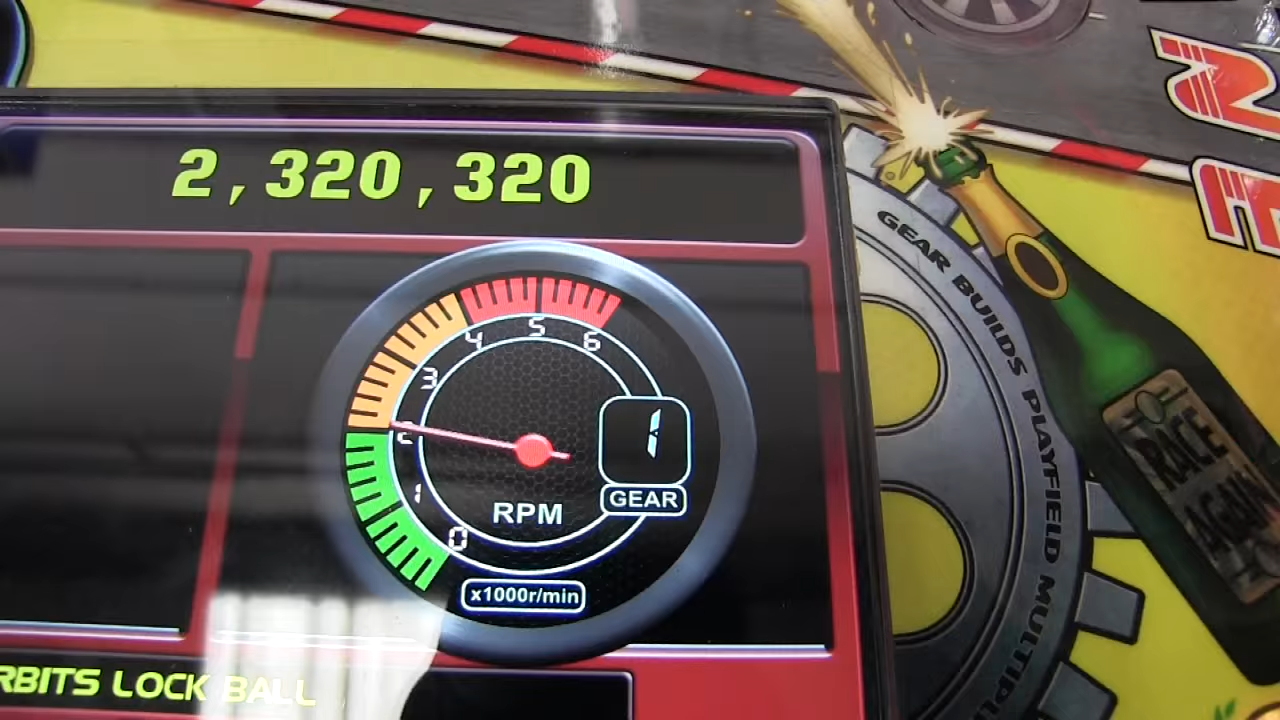 2,320,320
0
1
2
3
4
5
6
1
GEAR
RPM
x1000r/min
RBITS LOCK BALL
GEAR BUILDS PLAYFIELD
RACE
AGAIN